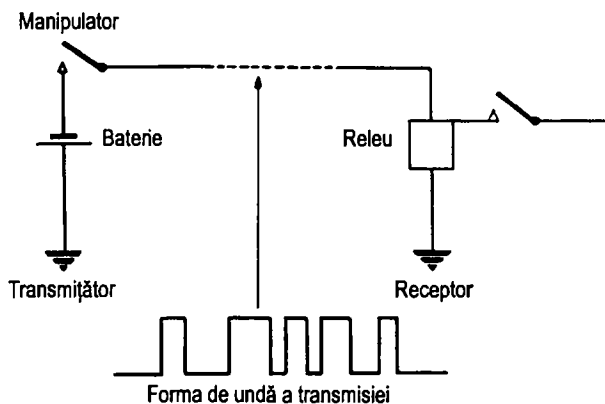 Manipulator
Baterie
Releu
Transmițător
Receptor
Forma de undă a transmisiei